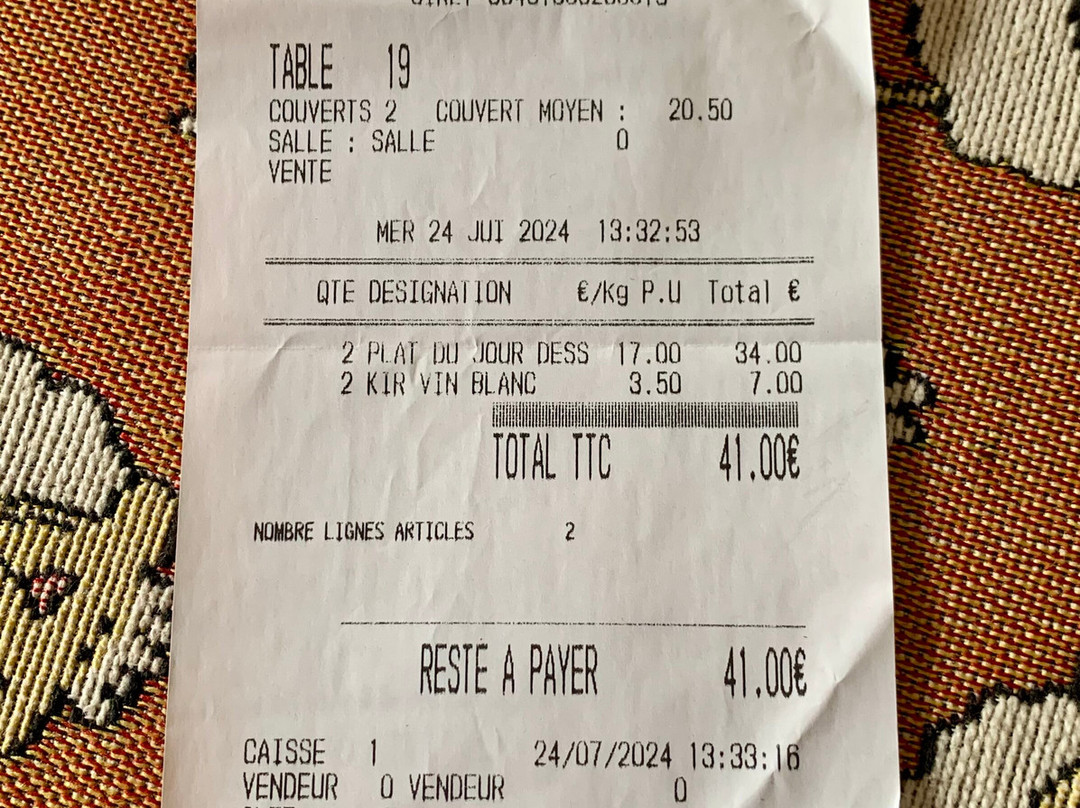 TABLE 19
COUVERTS 2 COUVERT MOYEN : 20.50
SALLE : SALLE 0
VENTE
MER 24 JUI 2024 13:32:53
QTE DESIGNATION €/Kg P.U Total €
2 PLAT DU JOUR DESS 17.00 34.00
2 KIR VIN BLANC 3.50 7.00
TOTAL TTC 41.00€
NOMBRE LIGNES ARTICLES 2
RESTE A PAYER 41.00€
CAISSE 1 24/07/2024 13:33:16
VENDEUR 0 VENDEUR 0